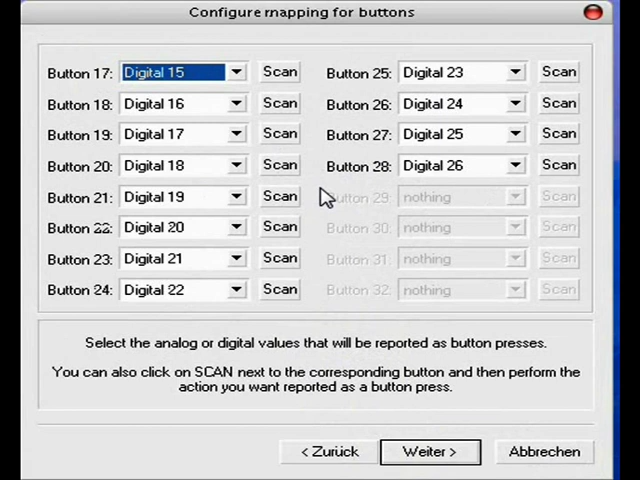 Configure mapping for buttons
Button 17: Digital 15 Scan Button 25: Digital 23 Scan
Button 18: Digital 16 Scan Button 26: Digital 24 Scan
Button 19: Digital 17 Scan Button 27: Digital 25 Scan
Button 20: Digital 18 Scan Button 28: Digital 26 Scan
Button 21: Digital 19 Scan Button 29: nothing Scan
Button 22: Digital 20 Scan Button 30: nothing Scan
Button 23: Digital 21 Scan Button 31: nothing Scan
Button 24: Digital 22 Scan Button 32: nothing Scan
Select the analog or digital values that will be reported as button presses.
You can also click on SCAN next to the corresponding button and then perform the
action you want reported as a button press.
< Zurück Weiter > Abbrechen